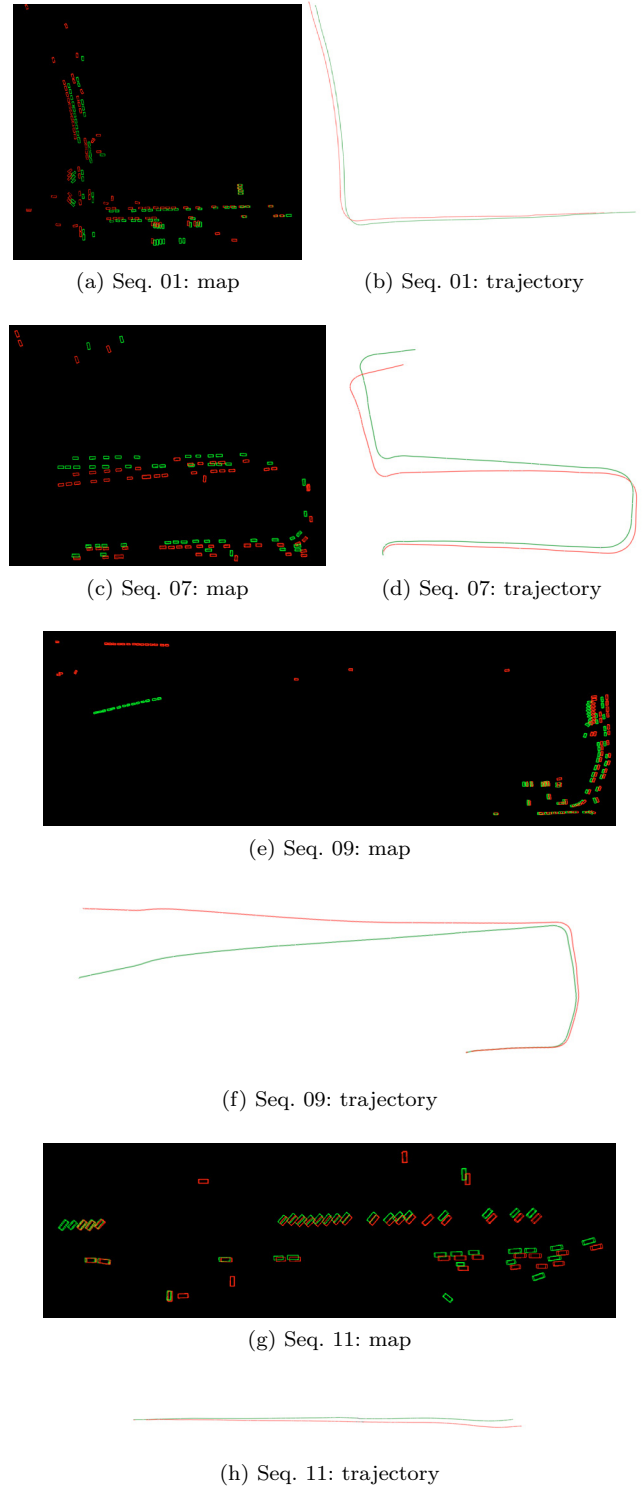 (a) Seq. 01: map
(b) Seq. 01: trajectory
(c) Seq. 07: map
(d) Seq. 07: trajectory
(e) Seq. 09: map
(f) Seq. 09: trajectory
(g) Seq. 11: map
(h) Seq. 11: trajectory